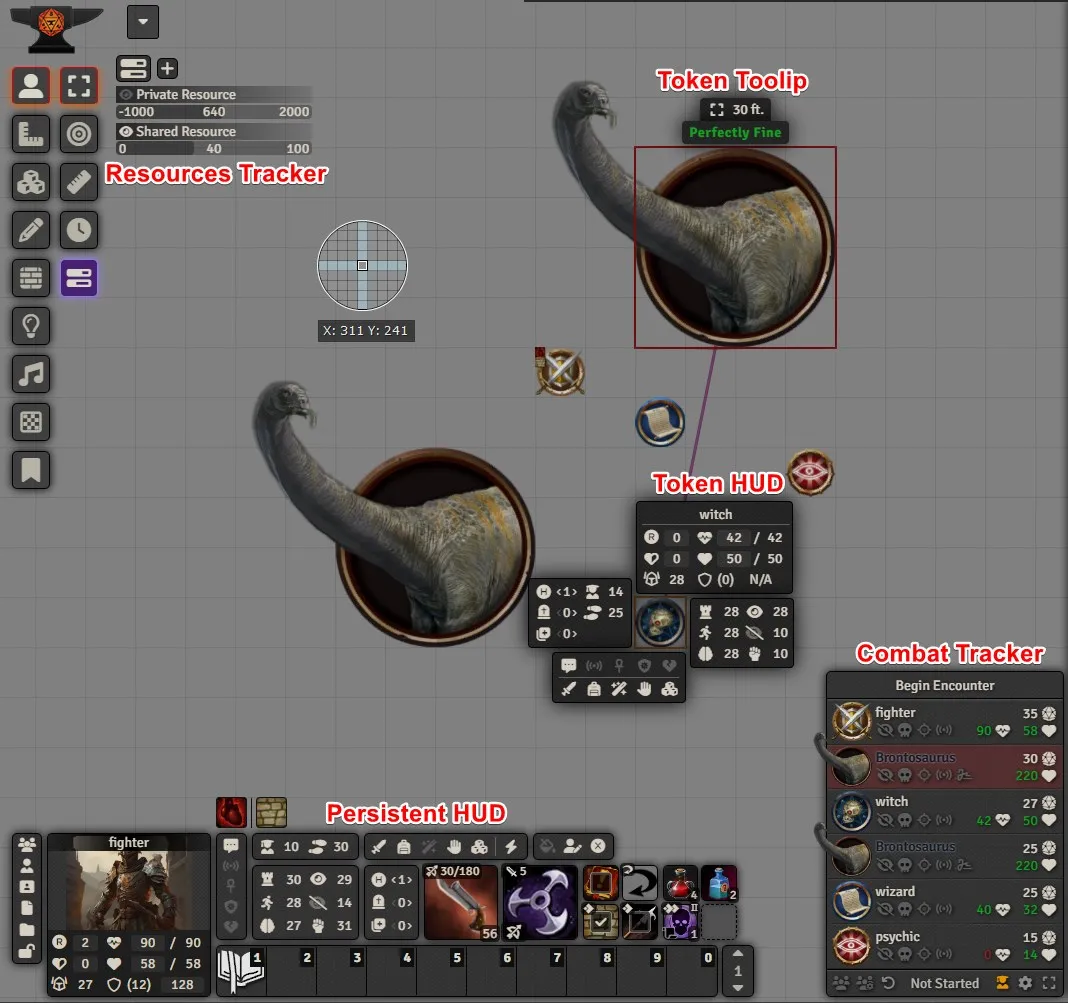 Private Resource
-1000 640 2000
Shared Resource
0 40 100
Resources Tracker
Token Toolip
30 ft.
Perfectly Fine
X: 311 Y: 241
Token HUD
witch
R 0 42 / 42
0 50 / 50
28 (0) N/A
H <1> 14
<0> 25
<0>
28 28
28 10
28 10
Combat Tracker
Begin Encounter
fighter 35
90 58
Brontosaurus 30
220
witch 27
42 50
Brontosaurus 25
220
wizard 25
40 32
psychic 15
0 14
Not Started
Persistent HUD
fighter
R 2 90 / 90
0 58 / 58
27 (12) 128
10 30
30 29
28 14
27 31
H <1>
<0>
<0>
30/180
56
5
4
2
II
1
1 2 3 4 5 6 7 8 9 0
1